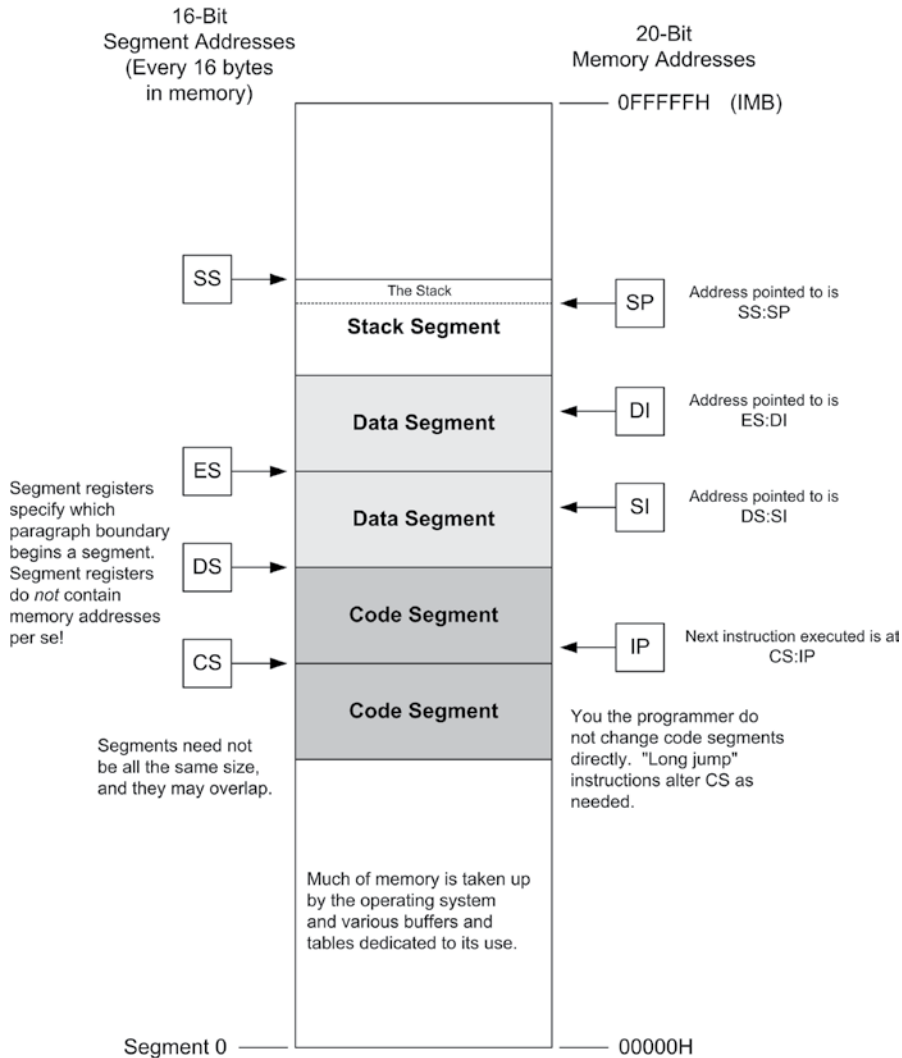 16-Bit
Segment Addresses
(Every 16 bytes
in memory)
20-Bit
Memory Addresses
0FFFFFH (IMB)
SS
The Stack
SP
Address pointed to is
SS:SP
Stack Segment
DI
Address pointed to is
ES:DI
Data Segment
ES
Segment registers
specify which
paragraph boundary
begins a segment.
Segment registers
do not contain
memory addresses
per se!
SI
Address pointed to is
DS:SI
Data Segment
DS
Code Segment
IP
Next instruction executed is at
CS:IP
CS
Code Segment
You the programmer do
not change code segments
directly. "Long jump"
instructions alter CS as
needed.
Segments need not
be all the same size,
and they may overlap.
Much of memory is taken up
by the operating system
and various buffers and
tables dedicated to its use.
Segment 0
00000H